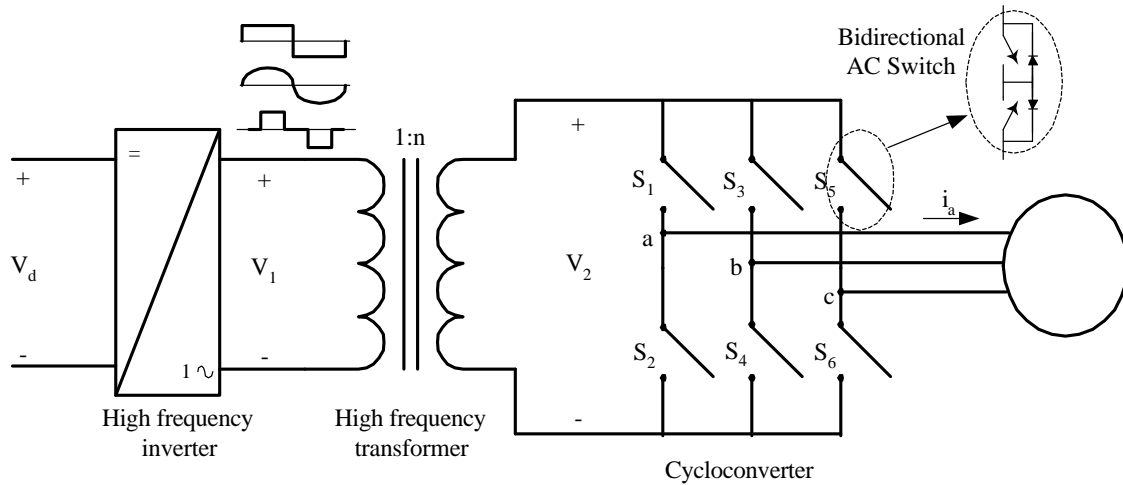 Bidirectional
AC Switch
1:n
=
+
+
+
S1
S3
S5
ia
a
Vd
V1
V2
b
c
S2
S4
S6
-
-
-
1 ∿
High frequency
inverter
High frequency
transformer
Cycloconverter